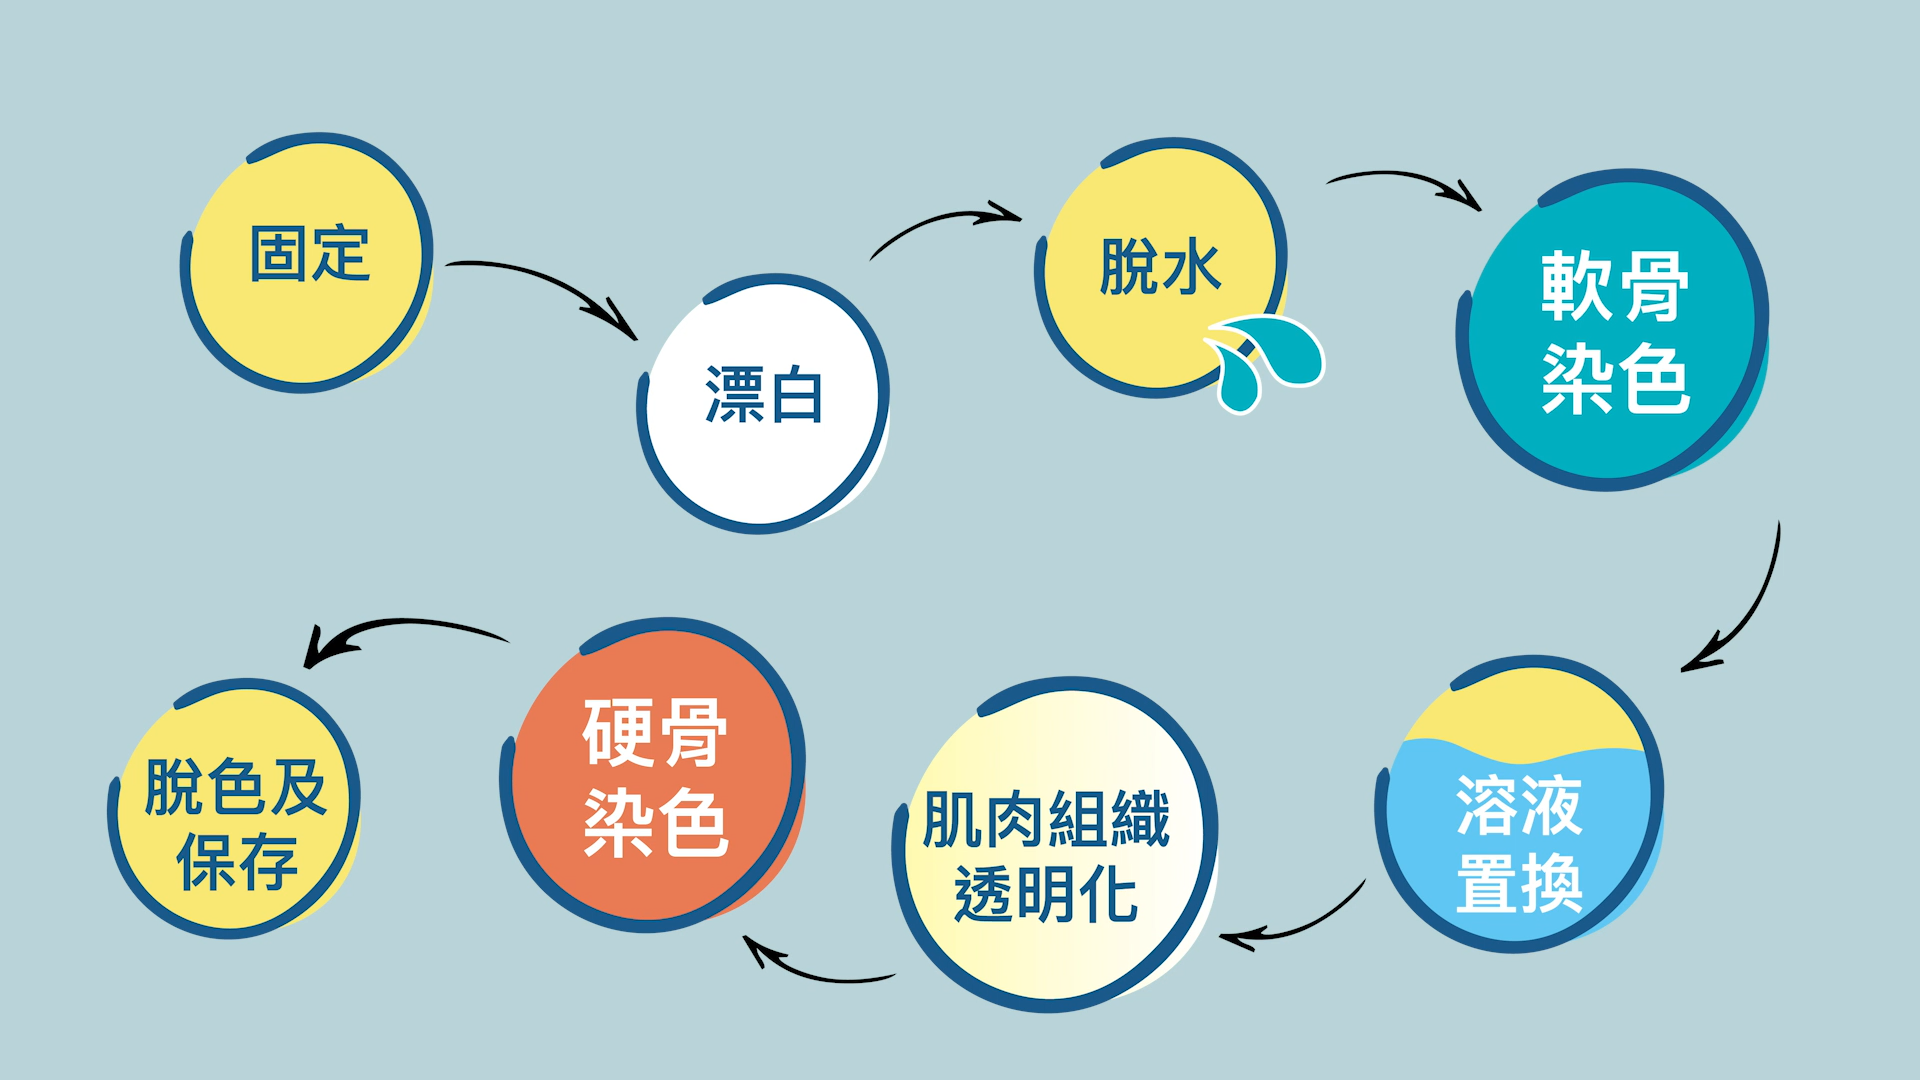 固定
漂白
脫水
軟骨
染色
溶液
置換
肌肉組織
透明化
硬骨
染色
脫色及
保存